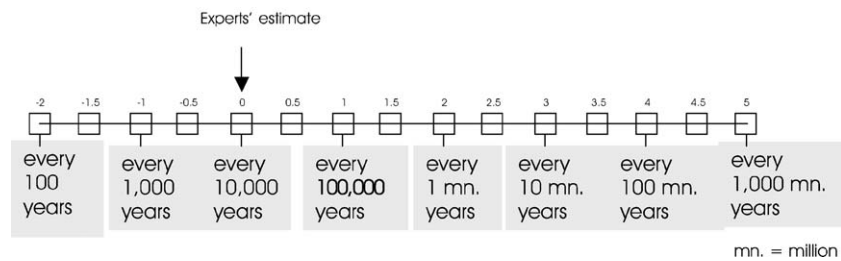 Experts' estimate
-2 -1.5 -1 -0.5 0 0.5 1 1.5 2 2.5 3 3.5 4 4.5 5
every every every every every every every every
100 1,000 10,000 100,000 1 mn. 10 mn. 100 mn. 1,000 mn.
years years years years years years years years
mn. = million